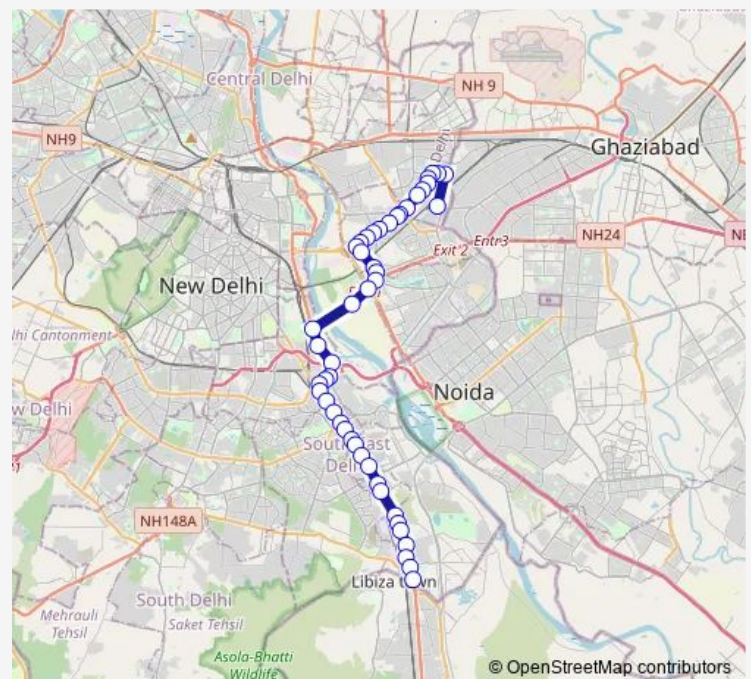 Central Delhi
NH 9
NH9
Delhi
Ghaziabad
NH24
Entr3
Exit 2
New Delhi
lhi Cantonment
Noida
w Delhi
South East
Delhi
NH148A
Libiza town
South Delhi
Mehrauli
Tehsil
Saket Tehsil
Asola-Bhatti
Wildlife
© OpenStreetMap contributors